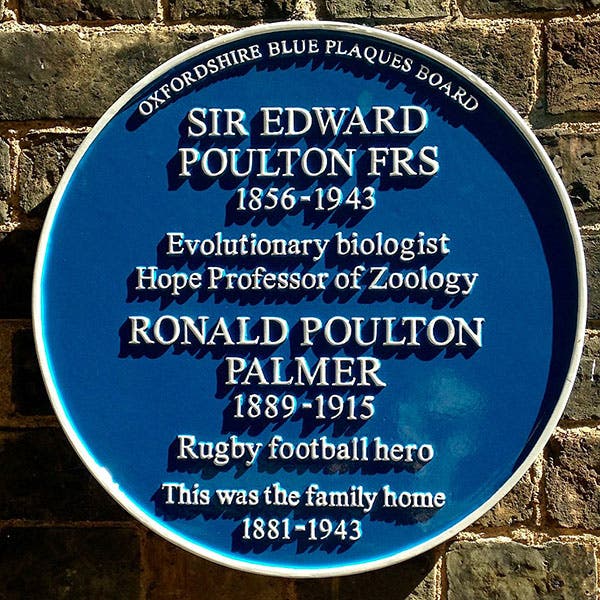 OXFORDSHIRE BLUE PLAQUES BOARD
SIR EDWARD
POULTON FRS
1856-1943
Evolutionary biologist
Hope Professor of Zoology
RONALD POULTON
PALMER
1889-1915
Rugby football hero
This was the family home
1881-1943